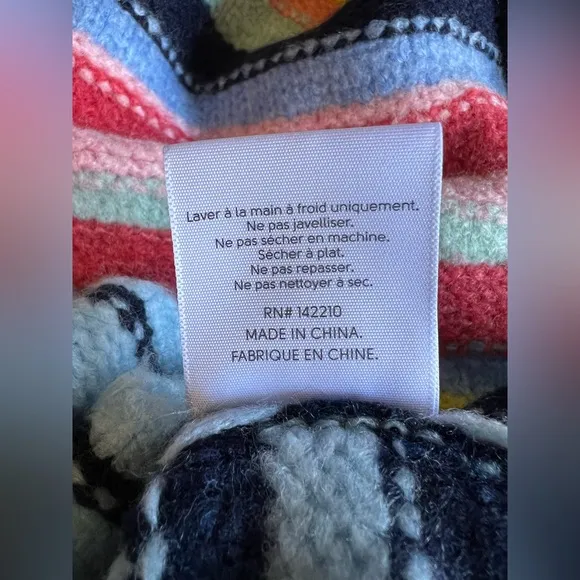 Laver à la main à froid uniquement.
Ne pas javelliser.
Ne pas sécher en machine.
Sécher à plat.
Ne pas repasser.
Ne pas nettoyer à sec.
RN# 142210
MADE IN CHINA.
FABRIQUE EN CHINE.